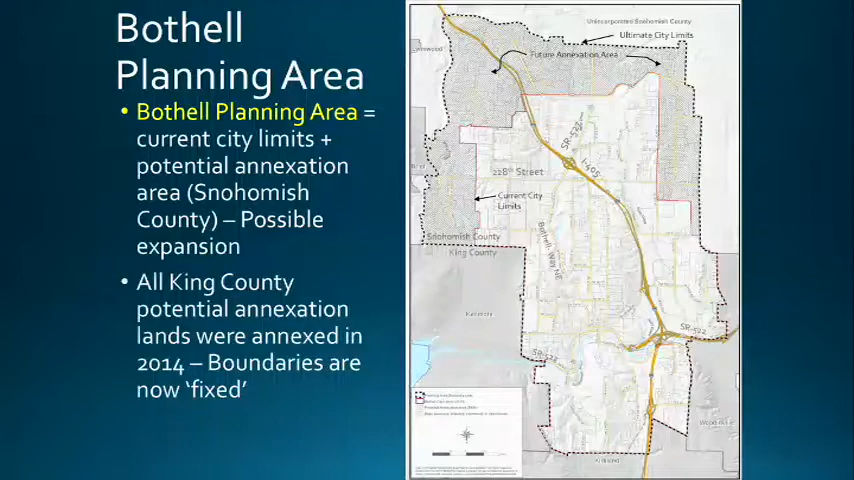 Bothell
Planning Area
• Bothell Planning Area =
current city limits +
potential annexation
area (Snohomish
County) – Possible
expansion
• All King County
potential annexation
lands were annexed in
2014 – Boundaries are
now ‘fixed’
Unincorporated Snohomish County
Ultimate City Limits
Lynnwood
Future Annexation Area
SR-527
I-405
228th Street
Current City
Limits
Bothell Way NE
Snohomish County
King County
Kenmore
SR-522
SR-522
Woodinville
Kirkland